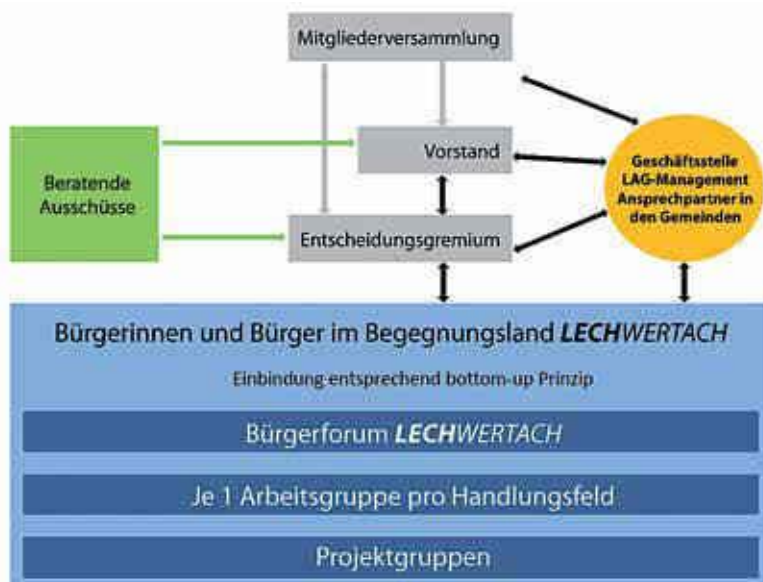 Mitgliederversammlung
Vorstand
Beratende
Ausschüsse
Entscheidungsgremium
Geschäftsstelle
LAG-Management
Ansprechpartner in
den Gemeinden
Bürgerinnen und Bürger im Begegnungsland LECHWERTACH
Einbindung entsprechend bottom-up Prinzip
Bürgerforum LECHWERTACH
Je 1 Arbeitsgruppe pro Handlungsfeld
Projektgruppen